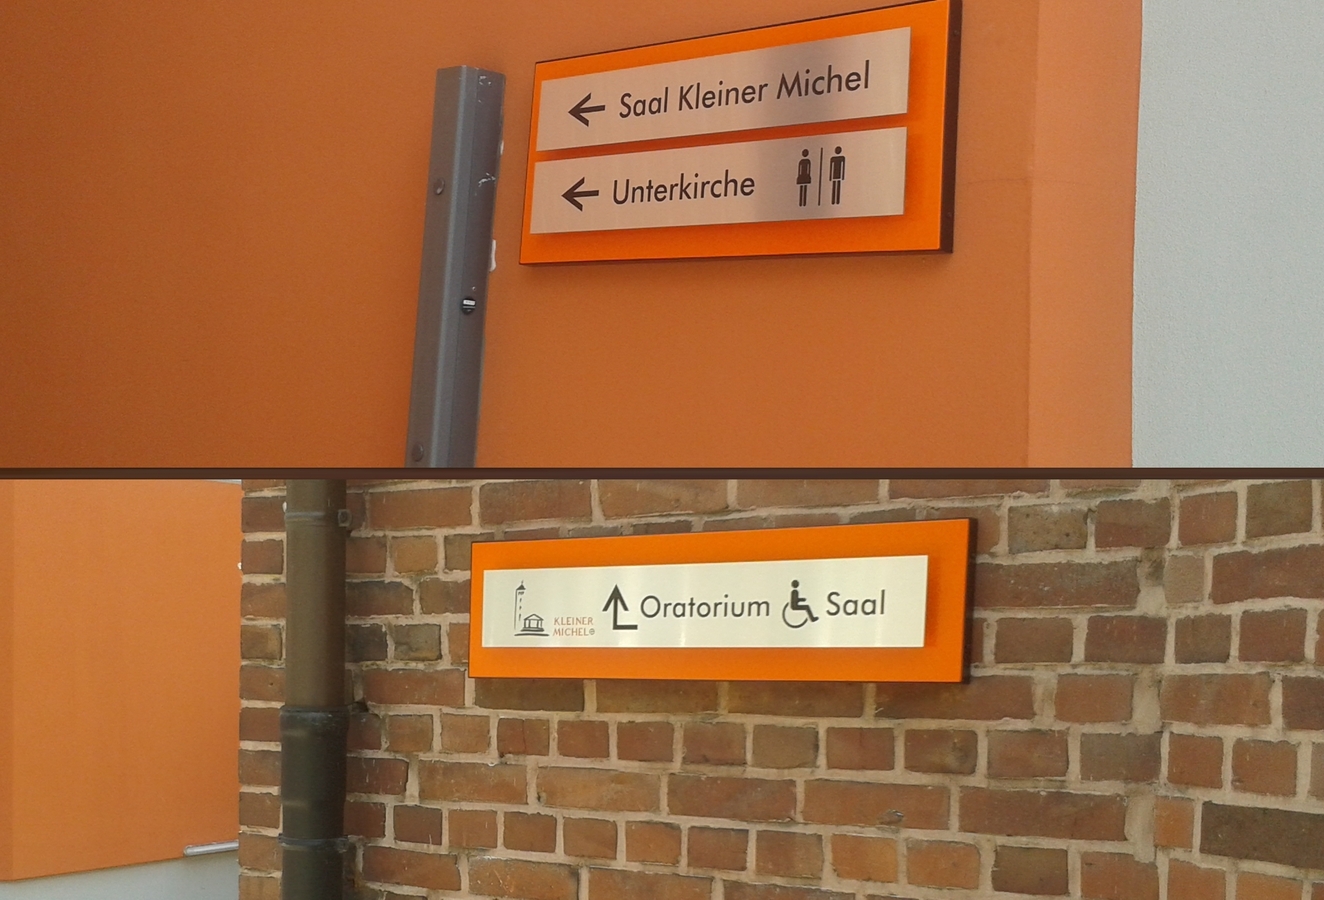 Saal Kleiner Michel
Unterkirche
KLEINER
MICHEL
Oratorium Saal